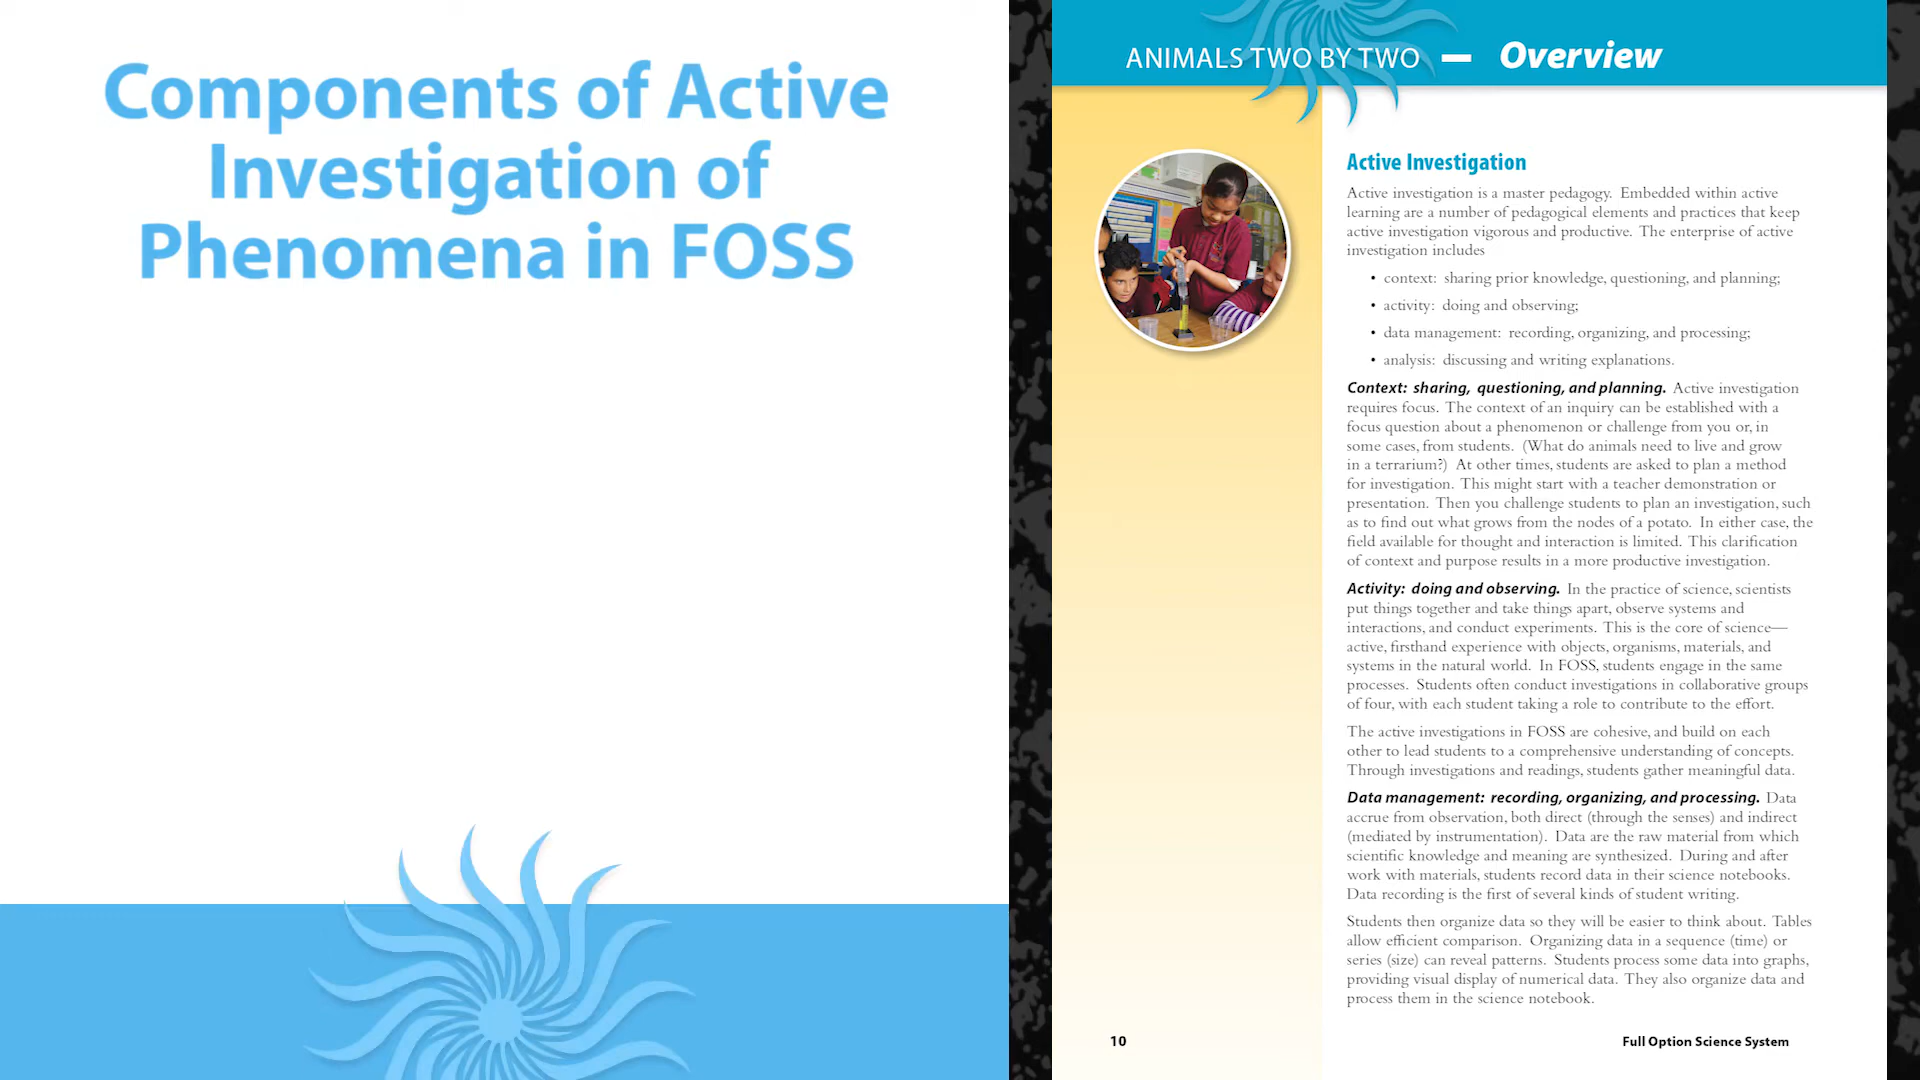 Components of Active
Investigation of
Phenomena in FOSS
ANIMALS TWO BY TWO — Overview
Active Investigation
Active investigation is a master pedagogy. Embedded within active
learning are a number of pedagogical elements and practices that keep
active investigation vigorous and productive. The enterprise of active
investigation includes
• context: sharing prior knowledge, questioning, and planning;
• activity: doing and observing;
• data management: recording, organizing, and processing;
• analysis: discussing and writing explanations.
Context: sharing, questioning, and planning. Active investigation
requires focus. The context of an inquiry can be established with a
focus question about a phenomenon or challenge from you or, in
some cases, from students. (What do animals need to live and grow
in a terrarium?) At other times, students are asked to plan a method
for investigation. This might start with a teacher demonstration or
presentation. Then you challenge students to plan an investigation, such
as to find out what grows from the nodes of a potato. In either case, the
field available for thought and interaction is limited. This clarification
of context and purpose results in a more productive investigation.
Activity: doing and observing. In the practice of science, scientists
put things together and take things apart, observe systems and
interactions, and conduct experiments. This is the core of science—
active, firsthand experience with objects, organisms, materials, and
systems in the natural world. In FOSS, students engage in the same
processes. Students often conduct investigations in collaborative groups
of four, with each student taking a role to contribute to the effort.
The active investigations in FOSS are cohesive, and build on each
other to lead students to a comprehensive understanding of concepts.
Through investigations and readings, students gather meaningful data.
Data management: recording, organizing, and processing. Data
accrue from observation, both direct (through the senses) and indirect
(mediated by instrumentation). Data are the raw material from which
scientific knowledge and meaning are synthesized. During and after
work with materials, students record data in their science notebooks.
Data recording is the first of several kinds of student writing.
Students then organize data so they will be easier to think about. Tables
allow efficient comparison. Organizing data in a sequence (time) or
series (size) can reveal patterns. Students process some data into graphs,
providing visual display of numerical data. They also organize data and
process them in the science notebook.
10
Full Option Science System